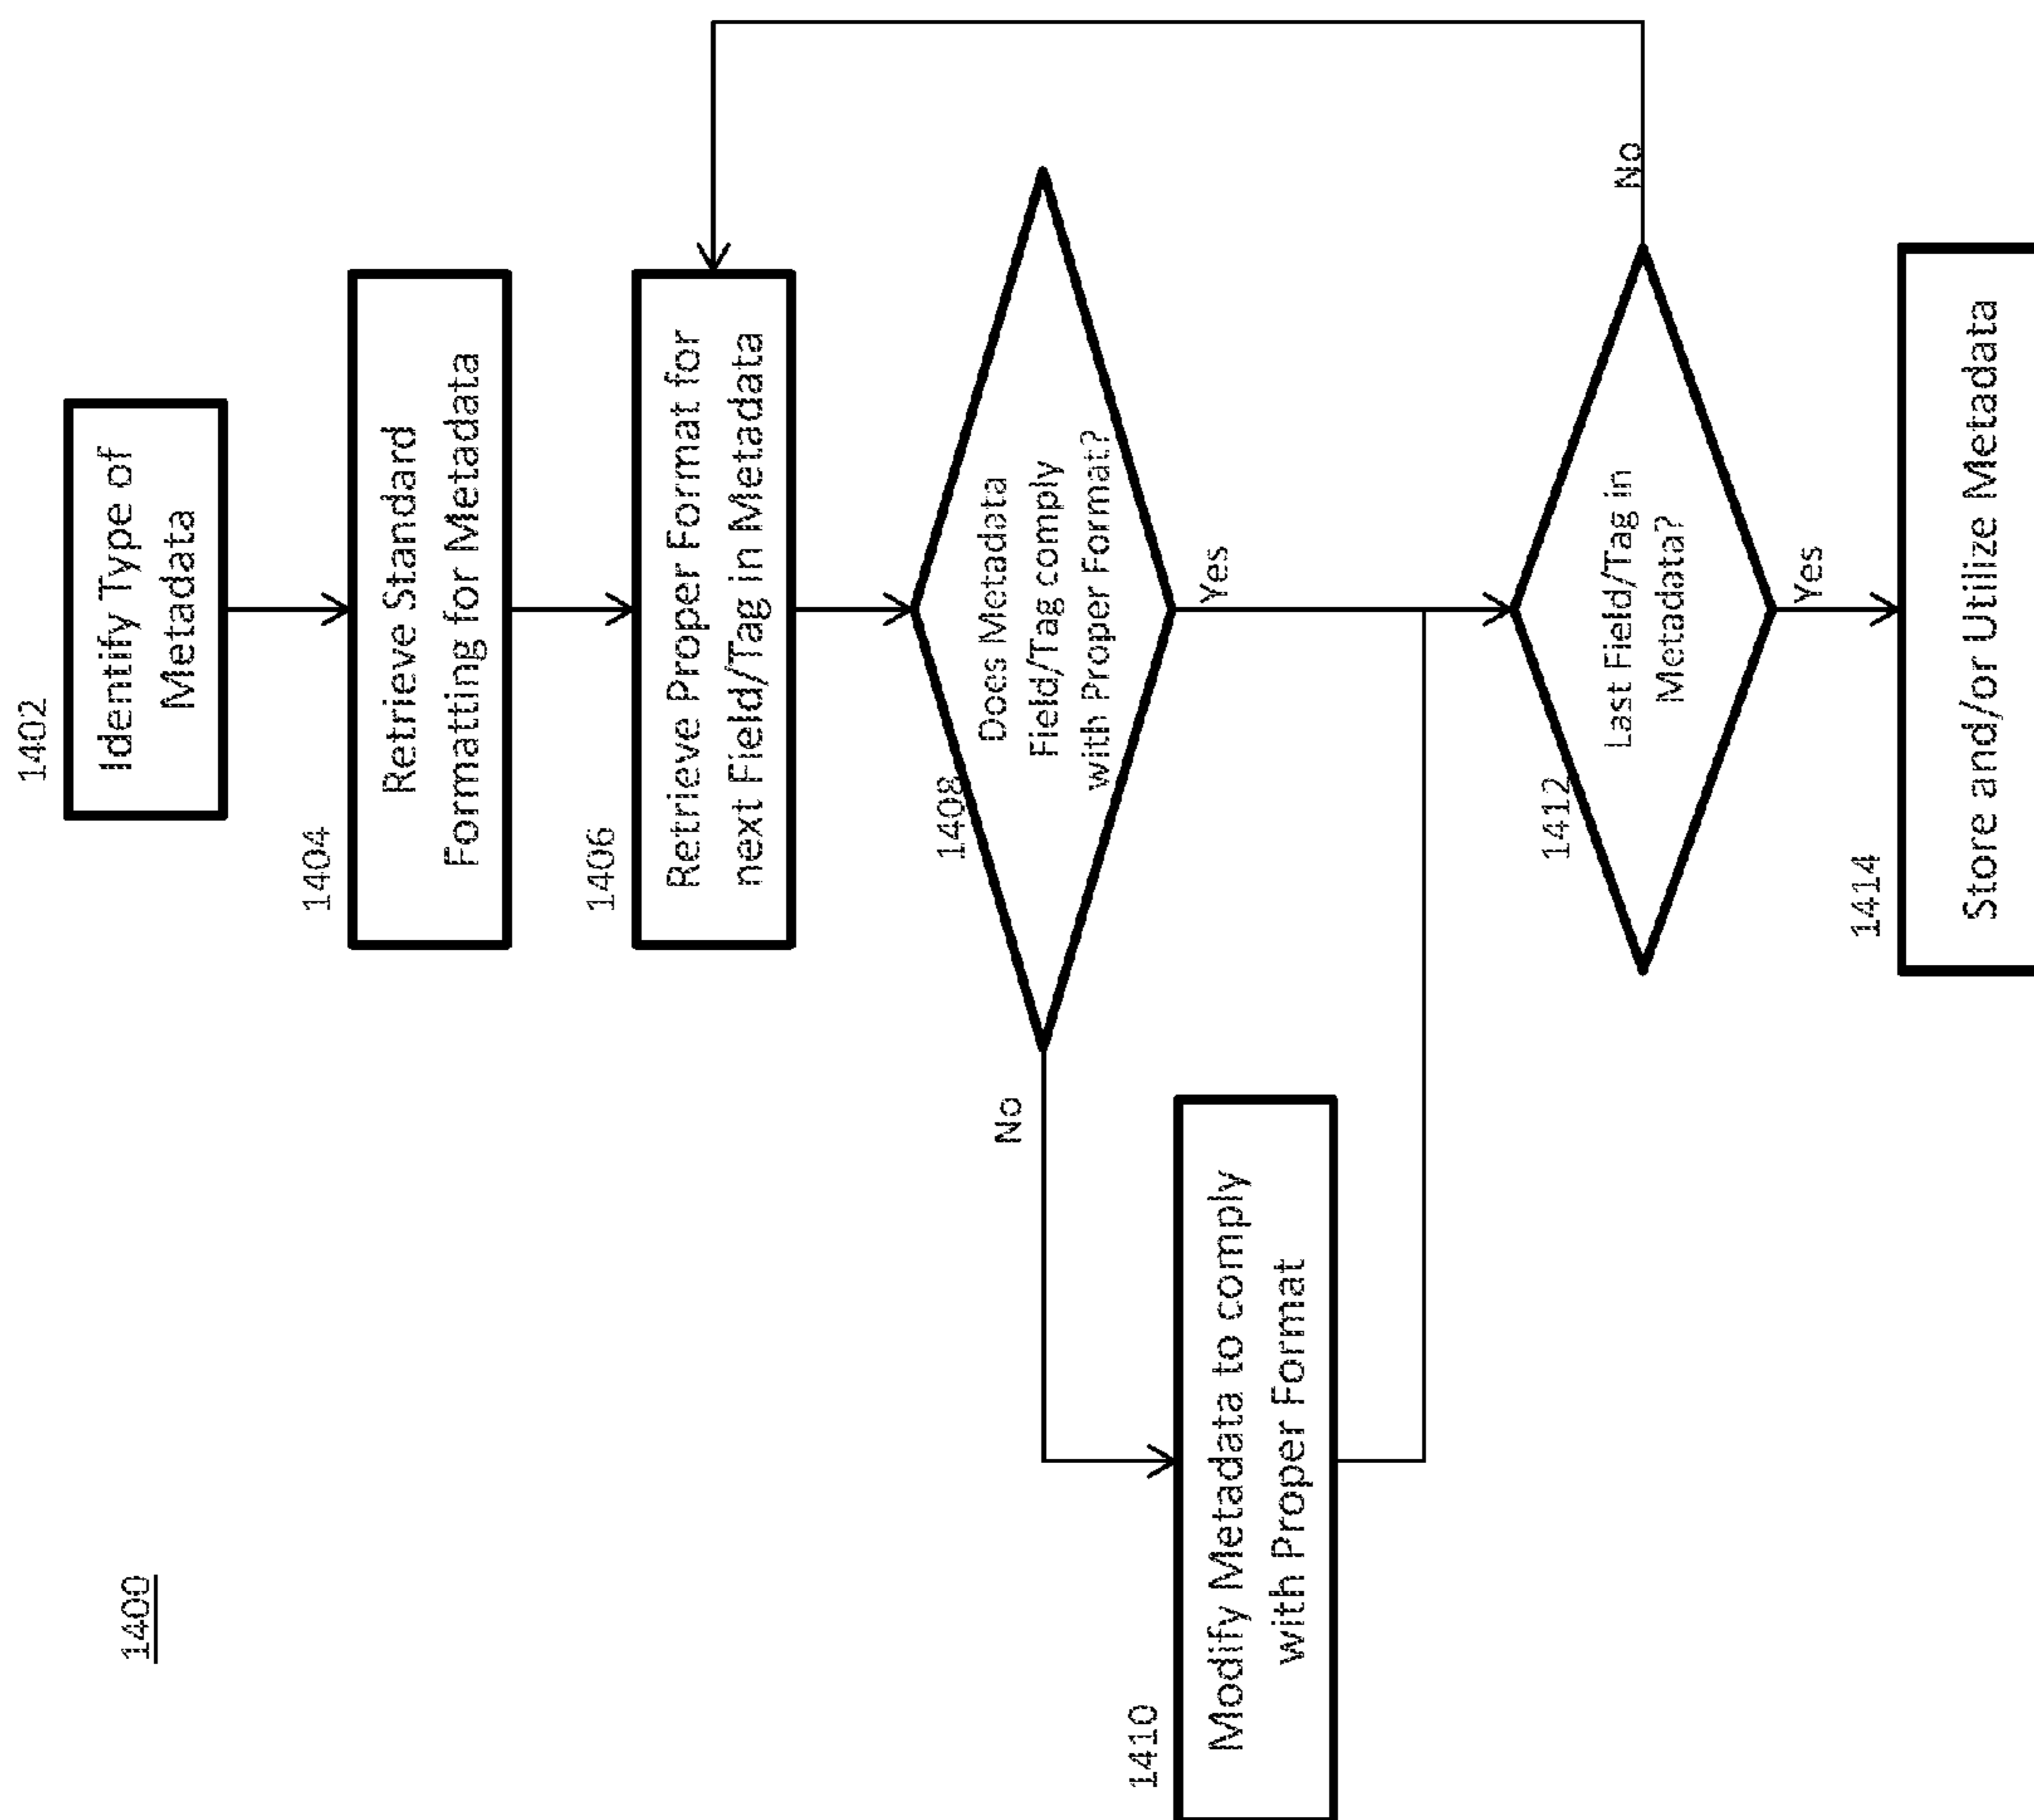 1400
1402
Identify Type of
Metadata
1404
Retrieve Standard
Formatting for Metadata
1406
Retrieve Proper Format for
next Field/Tag in Metadata
1408
Does Metadata
Field/Tag comply
with Proper Format?
No
Yes
1410
Modify Metadata to comply
with Proper Format
1412
Last Field/Tag in
Metadata?
No
Yes
1414
Store and/or Utilize Metadata